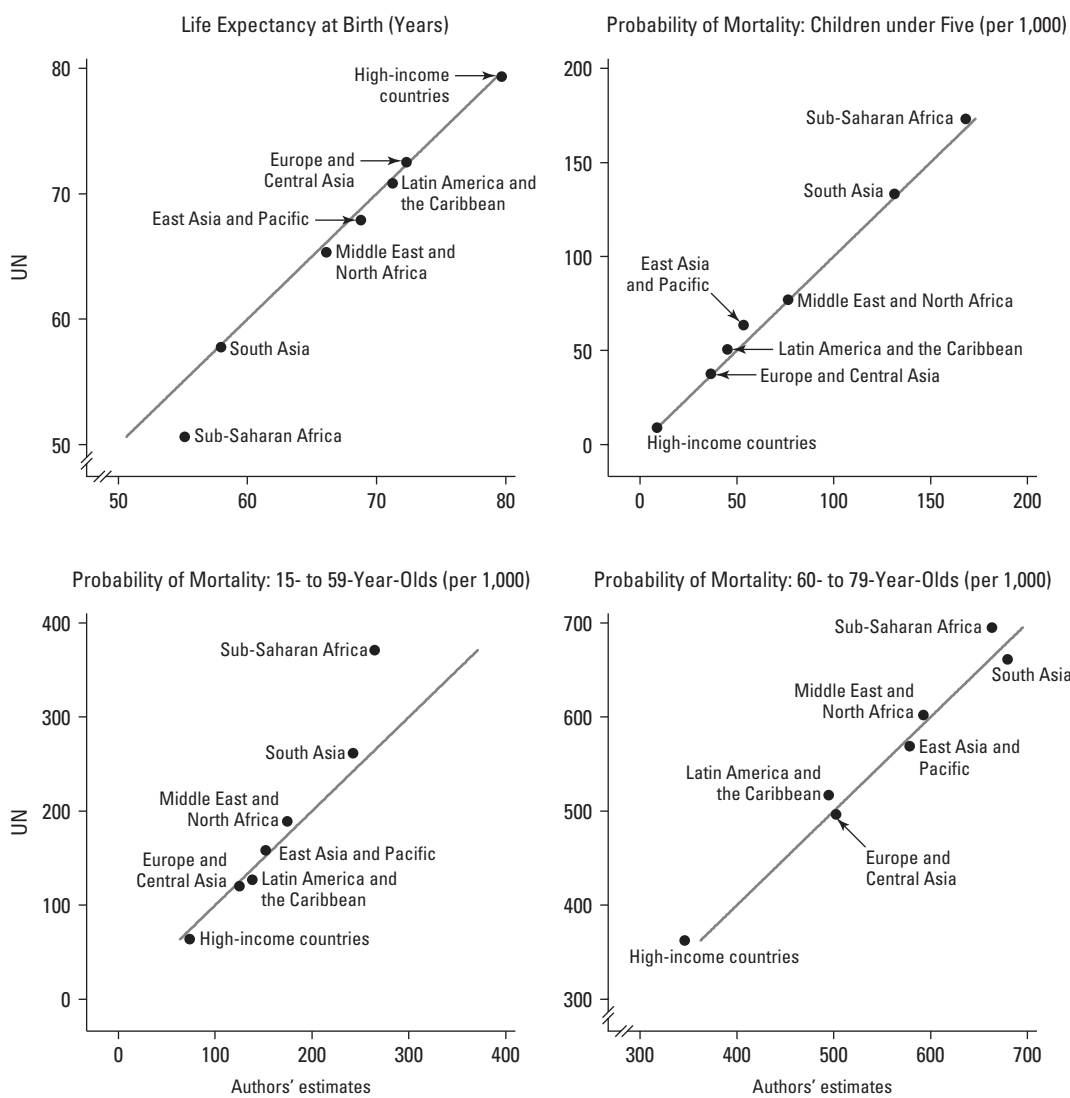 Life Expectancy at Birth (Years)
80
70
60
50
UN
High-income
countries
Europe and
Central Asia
Latin America and
the Caribbean
East Asia and Pacific
Middle East and
North Africa
South Asia
Sub-Saharan Africa
50 60 70 80
Probability of Mortality: Children under Five (per 1,000)
200
150
100
50
0
Sub-Saharan Africa
South Asia
East Asia
and Pacific
Middle East and North Africa
Latin America and the Caribbean
Europe and Central Asia
High-income countries
0 50 100 150 200
Probability of Mortality: 15- to 59-Year-Olds (per 1,000)
400
300
200
100
0
UN
Sub-Saharan Africa
South Asia
Middle East and
North Africa
East Asia and Pacific
Europe and
Central Asia
Latin America and
the Caribbean
High-income countries
0 100 200 300 400
Authors' estimates
Probability of Mortality: 60- to 79-Year-Olds (per 1,000)
700
600
500
400
300
Sub-Saharan Africa
South Asia
Middle East and
North Africa
East Asia and
Pacific
Latin America and
the Caribbean
Europe and
Central Asia
High-income countries
300 400 500 600 700
Authors' estimates